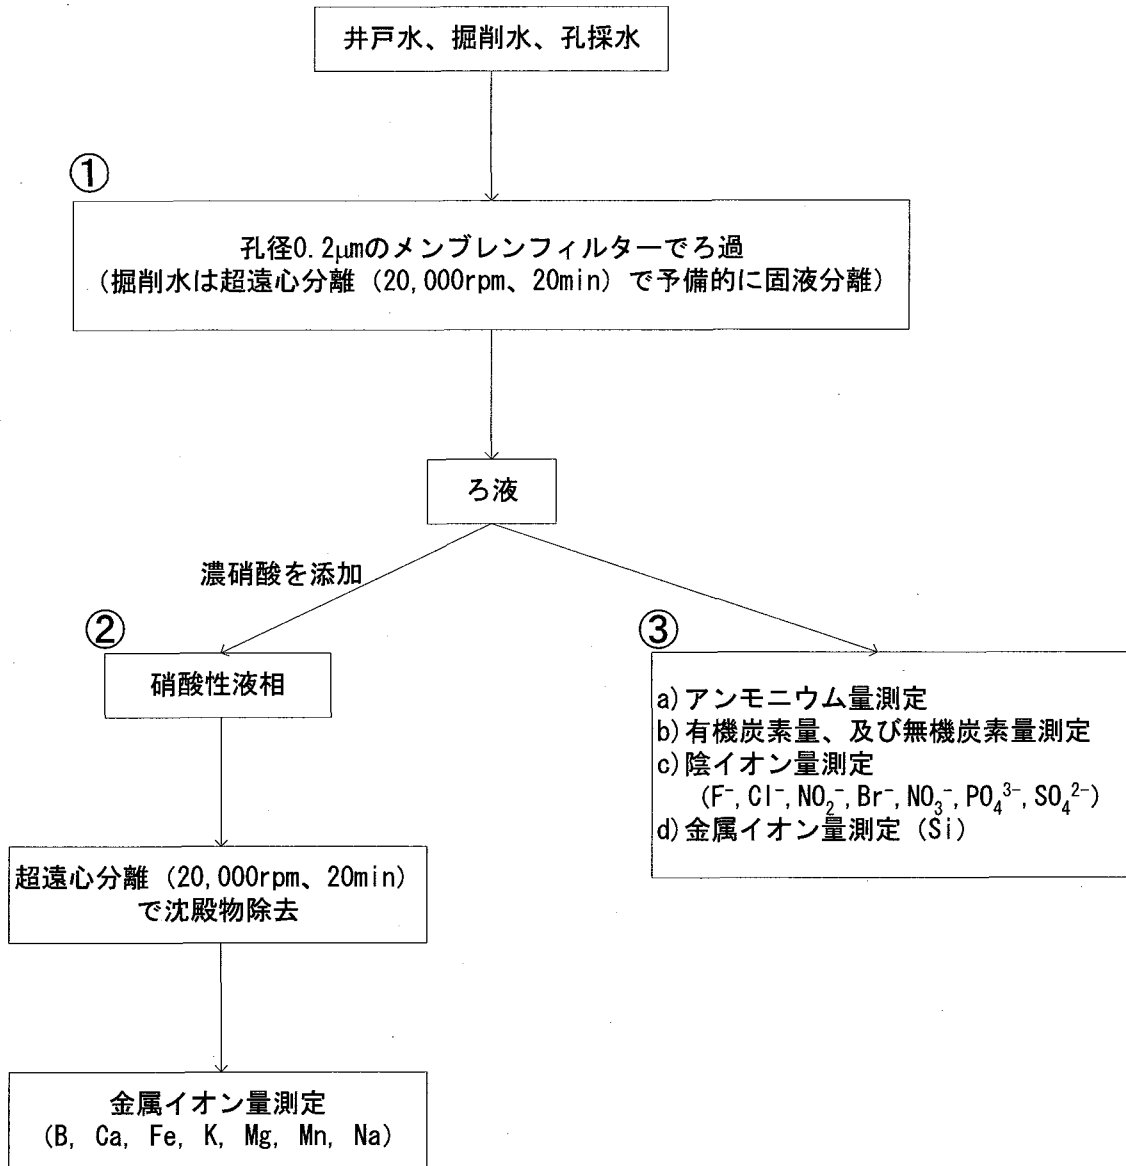 井戸水、掘削水、孔採水
①
孔径0.2μmのメンブレンフィルターでろ過
(掘削水は超遠心分離 (20,000rpm、20min) で予備的に固液分離)
ろ液
濃硝酸を添加
②
硝酸性液相
超遠心分離 (20,000rpm、20min)
で沈殿物除去
金属イオン量測定
(B, Ca, Fe, K, Mg, Mn, Na)
③
a)アンモニウム量測定
b)有機炭素量、及び無機炭素量測定
c)陰イオン量測定
(F⁻, Cl⁻, NO₂⁻, Br⁻, NO₃⁻, PO₄³⁻, SO₄²⁻)
d)金属イオン量測定 (Si)